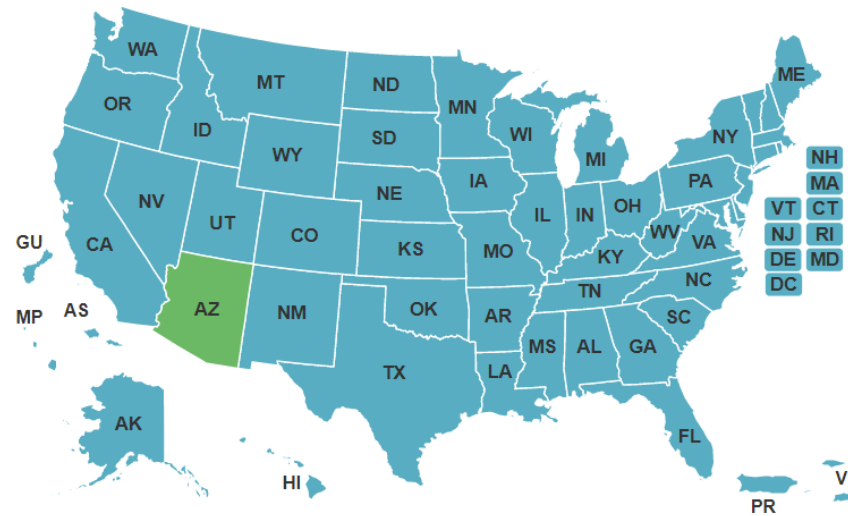 WA
MT
ND
MN
ME
OR
ID
SD
WI
MI
NY
NH
WY
MA
NV
NE
IA
PA
VT
CT
UT
CO
IL
IN
OH
NJ
RI
GU
CA
KS
MO
WV
VA
DE
MD
KY
DC
MP
AS
AZ
NM
OK
AR
TN
NC
SC
TX
LA
MS
AL
GA
AK
FL
HI
PR
V